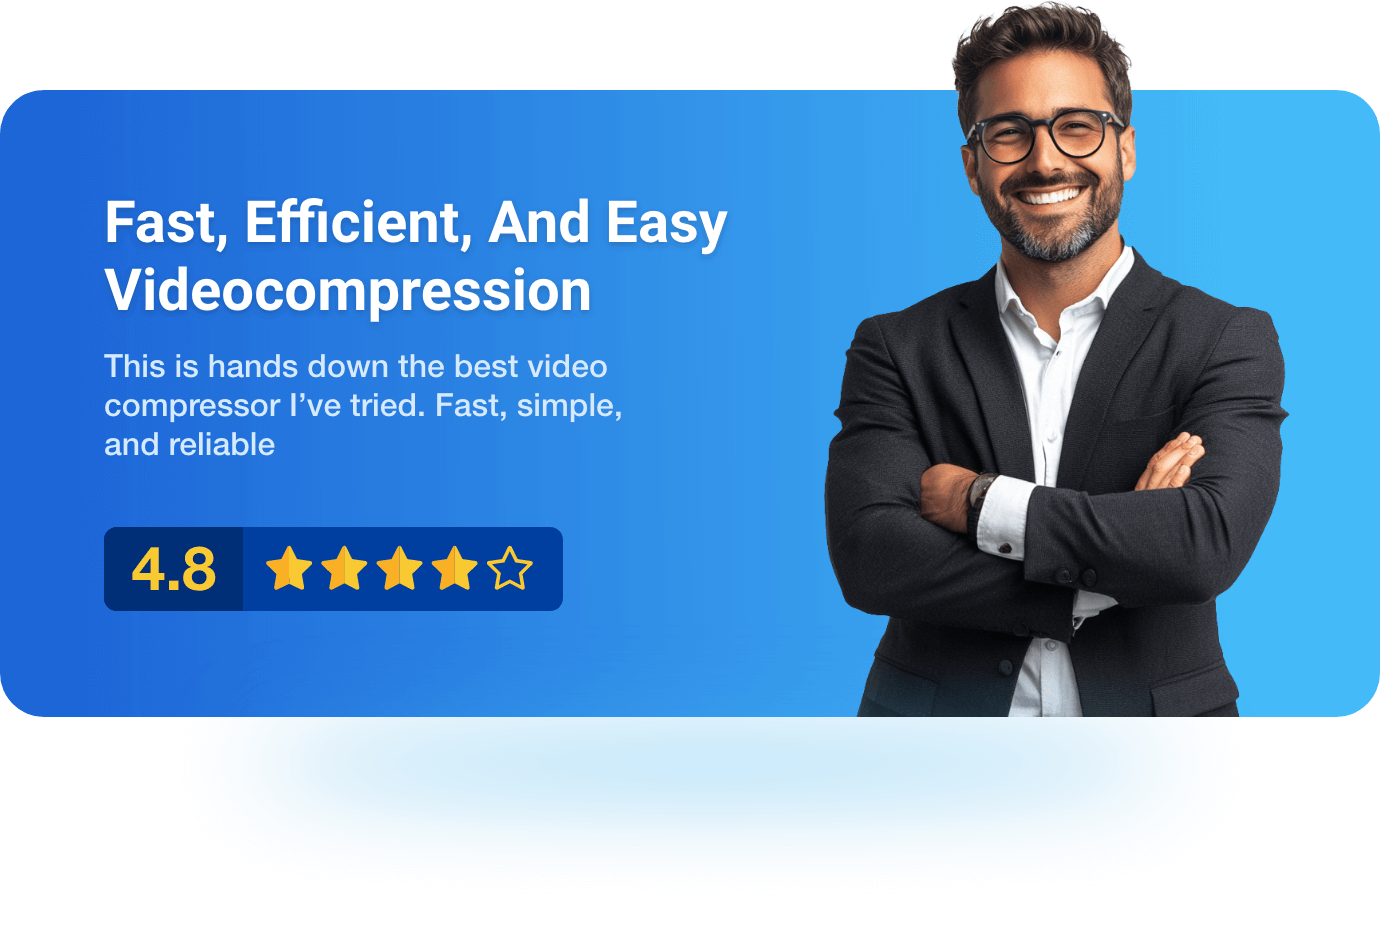 Fast, Efficient, And Easy
Videocompression
This is hands down the best video
compressor I’ve tried. Fast, simple,
and reliable
4.8